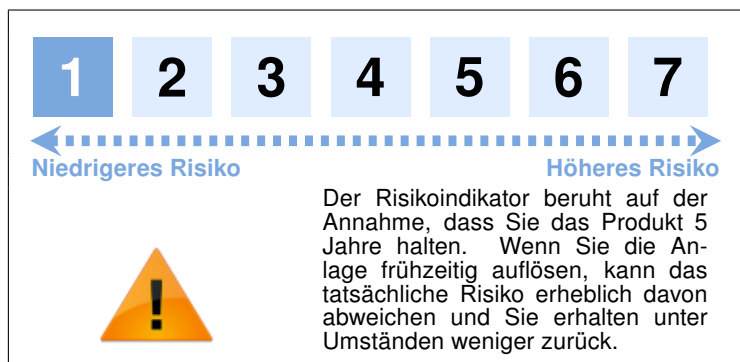 1 2 3 4 5 6 7
Niedrigeres Risiko Höheres Risiko
Der Risikoindikator beruht auf der
Annahme, dass Sie das Produkt 5
Jahre halten. Wenn Sie die An-
lage frühzeitig auflösen, kann das
tatsächliche Risiko erheblich davon
abweichen und Sie erhalten unter
Umständen weniger zurück.
!